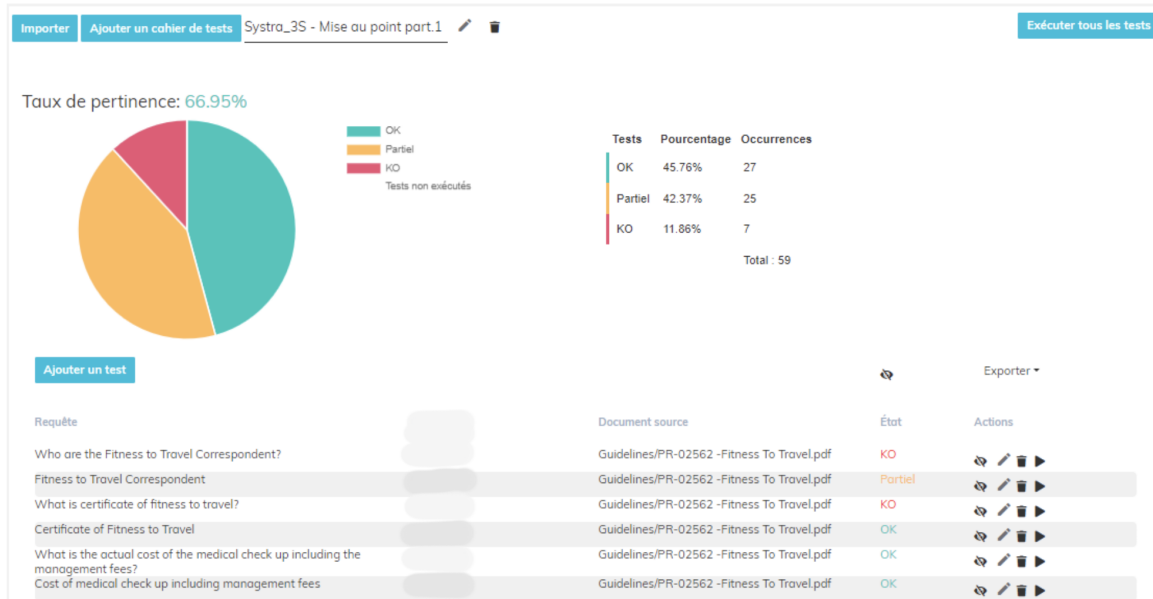 Importer Ajouter un cahier de tests Systra_3S - Mise au point part.1 Exécuter tous les tests
Taux de pertinence: 66.95%
OK
Partiel
KO
Tests non exécutés
Tests Pourcentage Occurrences
OK 45.76% 27
Partiel 42.37% 25
KO 11.86% 7
Total : 59
Ajouter un test Exporter
Requête Document source État Actions
Who are the Fitness to Travel Correspondent? Guidelines/PR-02562 -Fitness To Travel.pdf KO
Fitness to Travel Correspondent Guidelines/PR-02562 -Fitness To Travel.pdf Partiel
What is certificate of fitness to travel? Guidelines/PR-02562 -Fitness To Travel.pdf KO
Certificate of Fitness to Travel Guidelines/PR-02562 -Fitness To Travel.pdf OK
What is the actual cost of the medical check up including the Guidelines/PR-02562 -Fitness To Travel.pdf OK
management fees?
Cost of medical check up including management fees Guidelines/PR-02562 -Fitness To Travel.pdf OK